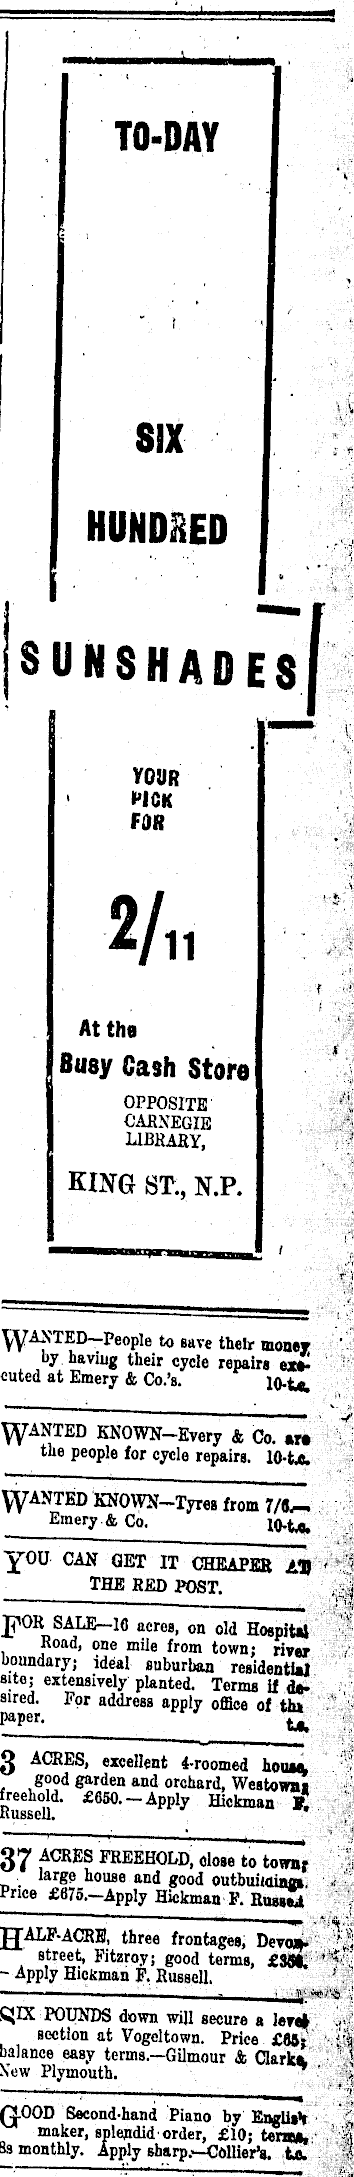 TO-DAY
SIX
HUNDRED
SUNSHADES
YOUR
PICK
FOR
2/11
At the
Busy Cash Store
OPPOSITE
CARNEGIE
LIBRARY,
KING ST., N.P.
WANTED—People to save their money
by having their cycle repairs exe-
cuted at Emery & Co.'s. 10-t.c.
WANTED KNOWN—Every & Co. are
the people for cycle repairs. 10-t.c.
WANTED KNOWN—Tyres from 7/6.—
Emery & Co. 10-t.c.
YOU CAN GET IT CHEAPER AT
THE RED POST.
FOR SALE—16 acres, on old Hospital
Road, one mile from town; river
boundary; ideal suburban residential
site; extensively planted. Terms if de-
sired. For address apply office of this
paper. t.c.
3 ACRES, excellent 4-roomed house,
good garden and orchard, Westown;
freehold. £650.—Apply Hickman F.
Russell.
37 ACRES FREEHOLD, close to town;
large house and good outbuildings.
Price £675.—Apply Hickman F. Russell
HALF-ACRE, three frontages, Devon-
street, Fitzroy; good terms,
- Apply Hickman F. Russell.
SIX POUNDS down will secure a level
section at Vogeltown. Price £65;
balance easy terms.—Gilmour & Clarke,
New Plymouth.
GOOD Second-hand Piano by English
maker, splendid order, £10; terms,
8s monthly. Apply sharp.—Collier's. t.c.